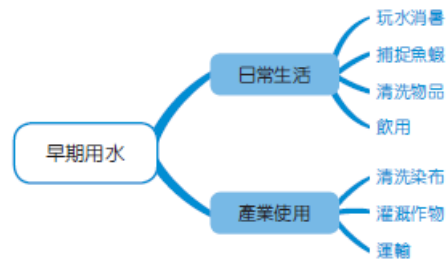 早期用水
日常生活
玩水消暑
捕捉魚蝦
清洗物品
飲用
產業使用
清洗染布
灌溉作物
運輸